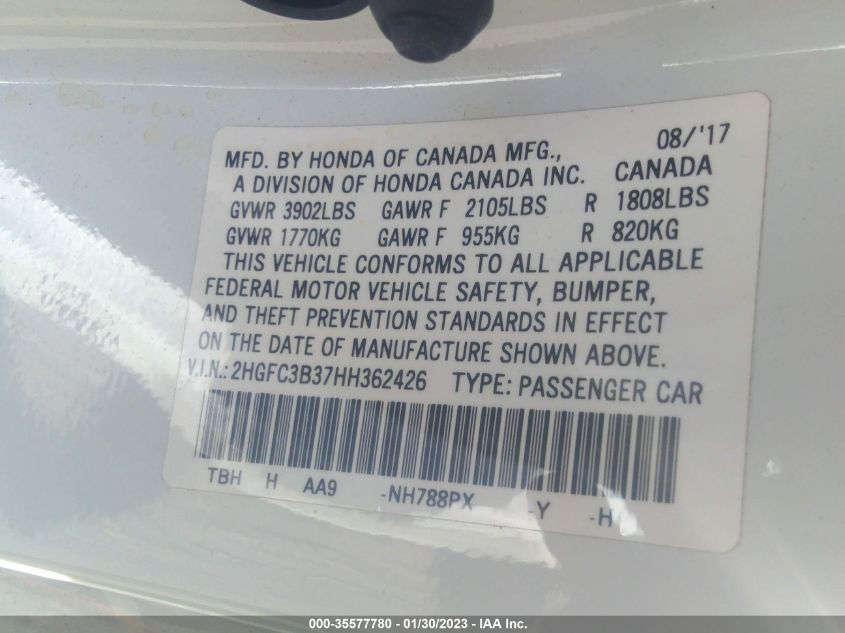 08/'17
MFD. BY HONDA OF CANADA MFG.,
A DIVISION OF HONDA CANADA INC. CANADA
GVWR 3902LBS GAWR F 2105LBS R 1808LBS
GVWR 1770KG GAWR F 955KG R 820KG
THIS VEHICLE CONFORMS TO ALL APPLICABLE
FEDERAL MOTOR VEHICLE SAFETY, BUMPER,
AND THEFT PREVENTION STANDARDS IN EFFECT
ON THE DATE OF MANUFACTURE SHOWN ABOVE.
V.I.N.: 2HGFC3B37HH362426 TYPE: PASSENGER CAR
TBH H AA9 -NH788PX -Y -H
000-35577780 - 01/30/2023 - IAA Inc.